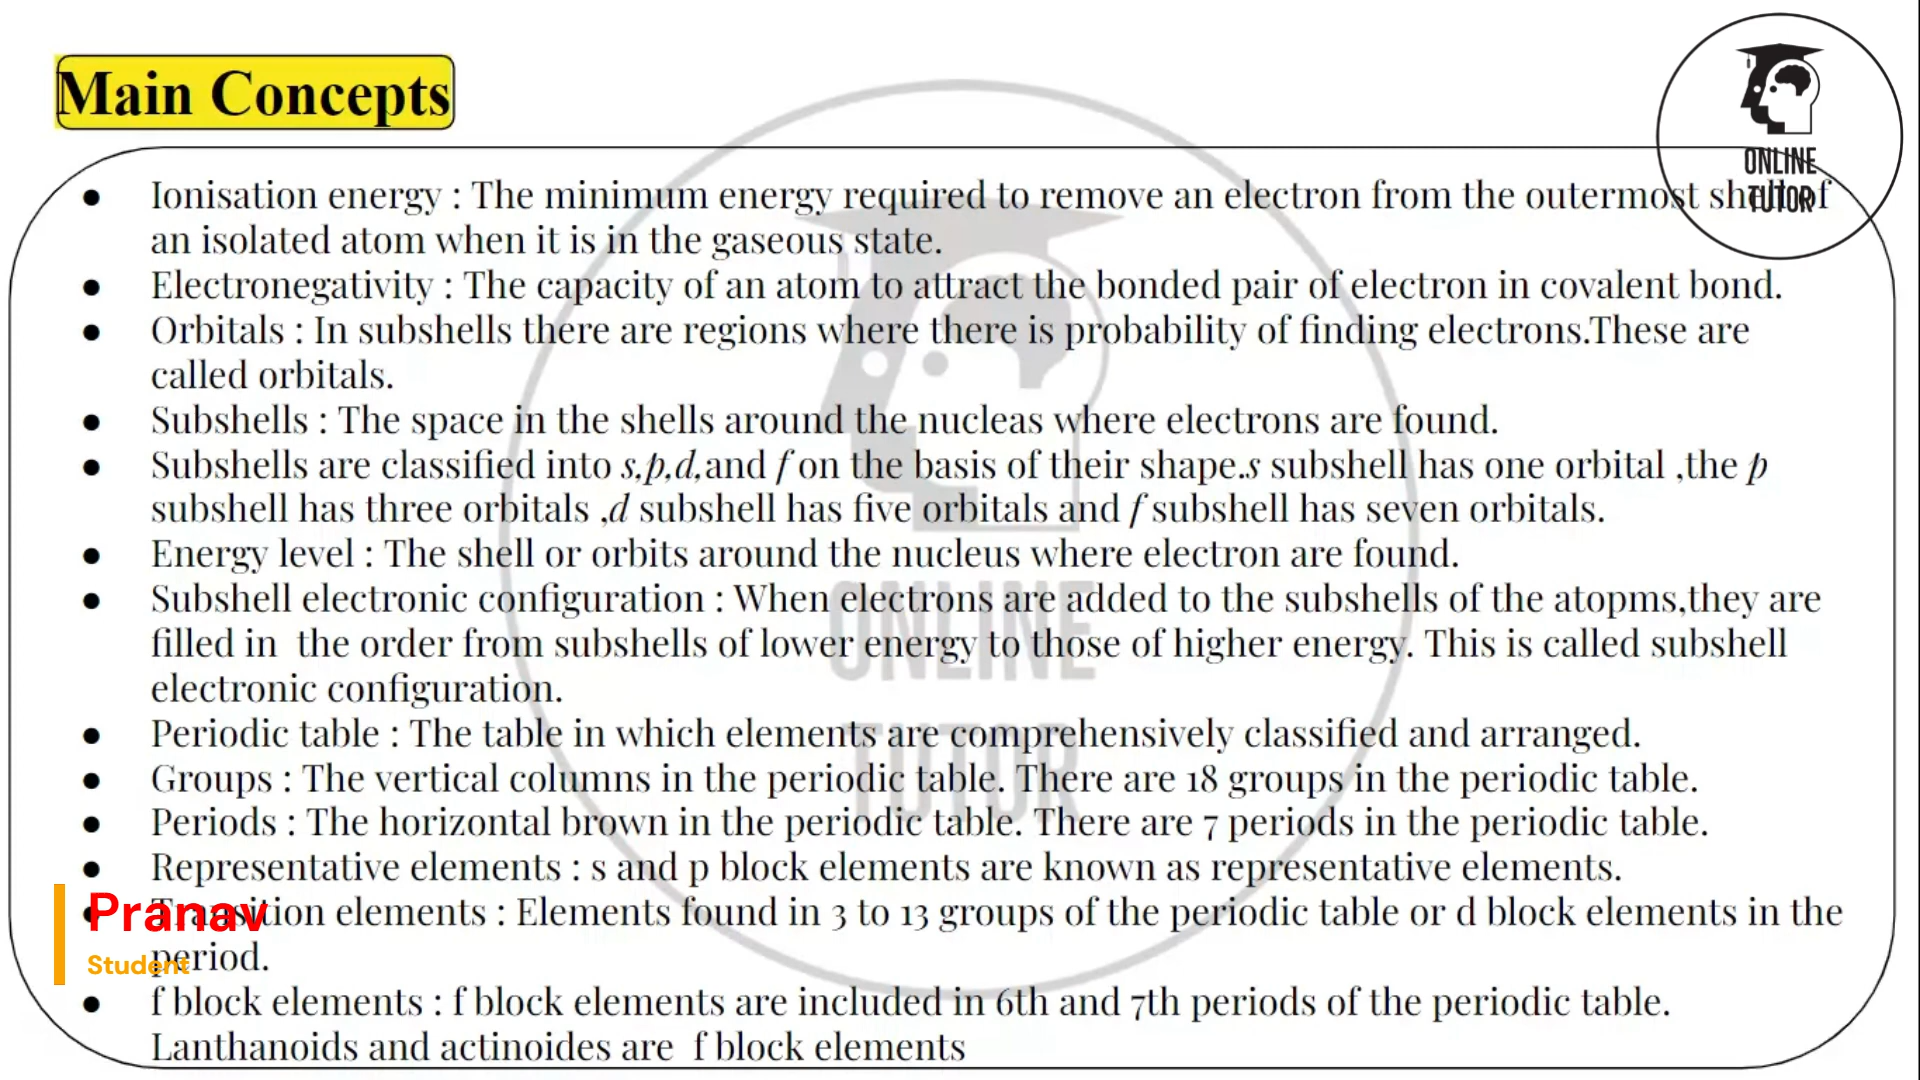 Main Concepts
ONLINE
TUTOR
● Ionisation energy : The minimum energy required to remove an electron from the outermost shell of
an isolated atom when it is in the gaseous state.
● Electronegativity : The capacity of an atom to attract the bonded pair of electron in covalent bond.
● Orbitals : In subshells there are regions where there is probability of finding electrons.These are
called orbitals.
● Subshells : The space in the shells around the nucleas where electrons are found.
● Subshells are classified into s,p,d,and f on the basis of their shape.s subshell has one orbital ,the p
subshell has three orbitals ,d subshell has five orbitals and f subshell has seven orbitals.
● Energy level : The shell or orbits around the nucleus where electron are found.
● Subshell electronic configuration : When electrons are added to the subshells of the atopms,they are
filled in the order from subshells of lower energy to those of higher energy. This is called subshell
electronic configuration.
● Periodic table : The table in which elements are comprehensively classified and arranged.
● Groups : The vertical columns in the periodic table. There are 18 groups in the periodic table.
● Periods : The horizontal brown in the periodic table. There are 7 periods in the periodic table.
● Representative elements : s and p block elements are known as representative elements.
● Transition elements : Elements found in 3 to 13 groups of the periodic table or d block elements in the
period.
● f block elements : f block elements are included in 6th and 7th periods of the periodic table.
Lanthanoids and actinoides are f block elements
Pranav
Student
ONLINE
TUTOR